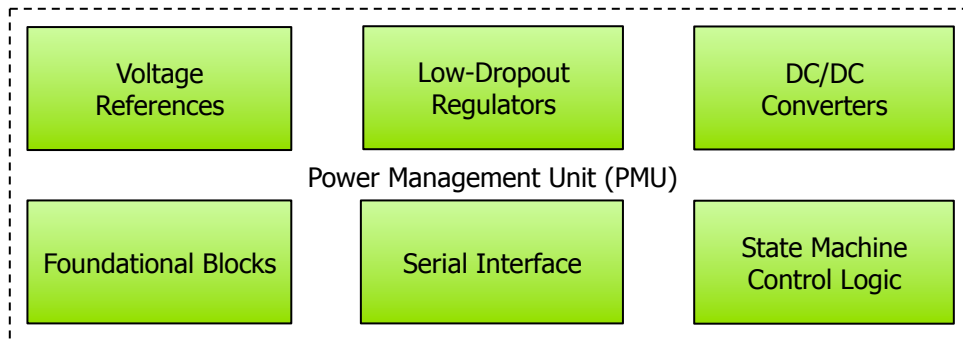 Voltage
References
Low-Dropout
Regulators
DC/DC
Converters
Power Management Unit (PMU)
Foundational Blocks
Serial Interface
State Machine
Control Logic